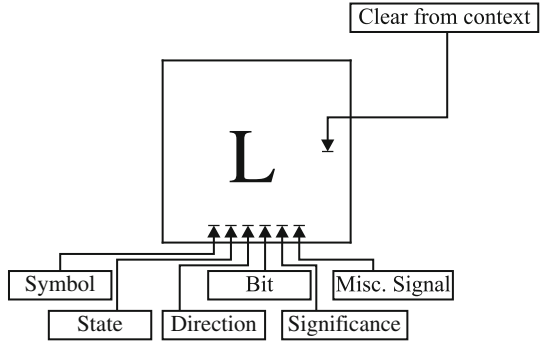 Clear from context
L
Symbol
Bit
Misc. Signal
State
Direction
Significance